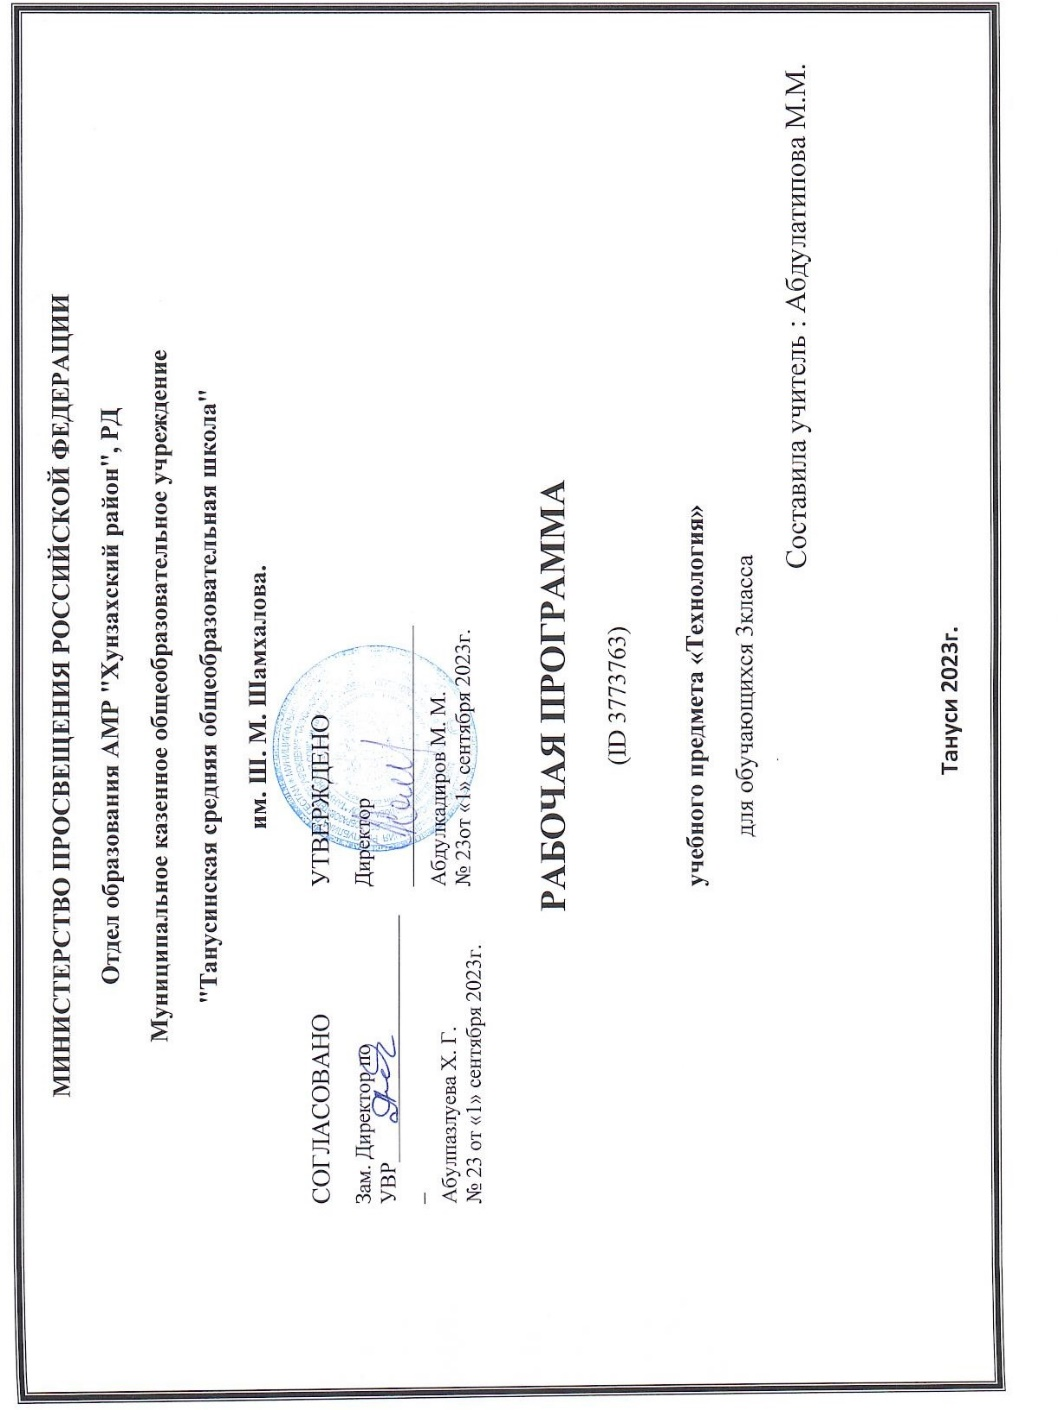 МИНИСТЕРСТВО ПРОСВЕЩЕНИЯ РОССИЙСКОЙ ФЕДЕРАЦИИ
Отдел образования АМР "Хунзахский район", РД
Муниципальное казенное общеобразовательное учреждение
"Танусинская средняя общеобразовательная школа"
им. Ш. М. Шамхалова.
СОГЛАСОВАНО
Зам. Директор по
УВР
Абулпазлуева Х. Г.
№ 23 от «1» сентября 2023г.
УТВЕРЖДЕНО
Директор
Абдулкадиров М. М.
№ 23от «1» сентября 2023г.
РАБОЧАЯ ПРОГРАММА
(ID 3773763)
учебного предмета «Технология»
для обучающихся 3класса
Составила учитель : Абдулатипова М.М.
Тануси 2023г.